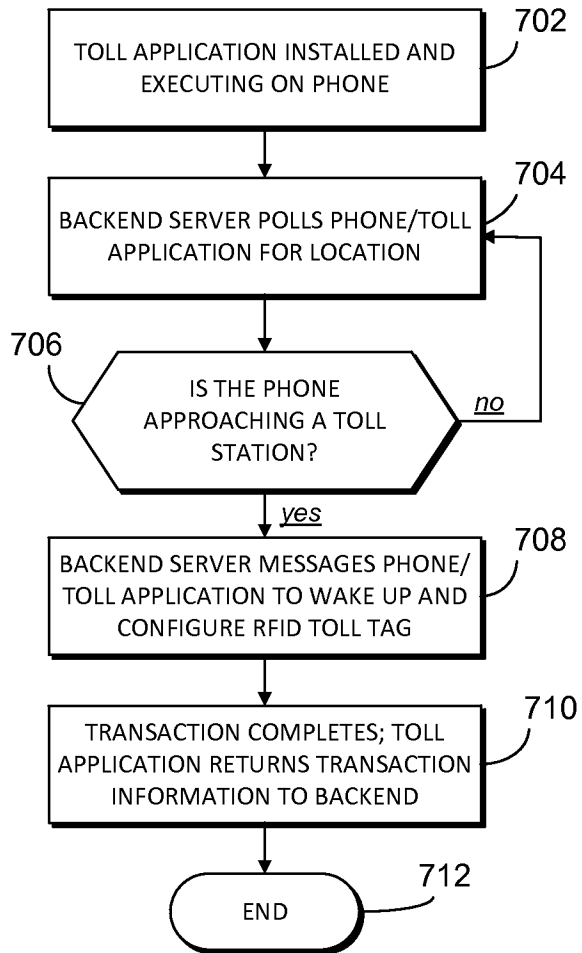 702
TOLL APPLICATION INSTALLED AND
EXECUTING ON PHONE
704
BACKEND SERVER POLLS PHONE/TOLL
APPLICATION FOR LOCATION
706
IS THE PHONE
APPROACHING A TOLL
STATION?
no
yes
708
BACKEND SERVER MESSAGES PHONE/
TOLL APPLICATION TO WAKE UP AND
CONFIGURE RFID TOLL TAG
710
TRANSACTION COMPLETES; TOLL
APPLICATION RETURNS TRANSACTION
INFORMATION TO BACKEND
712
END